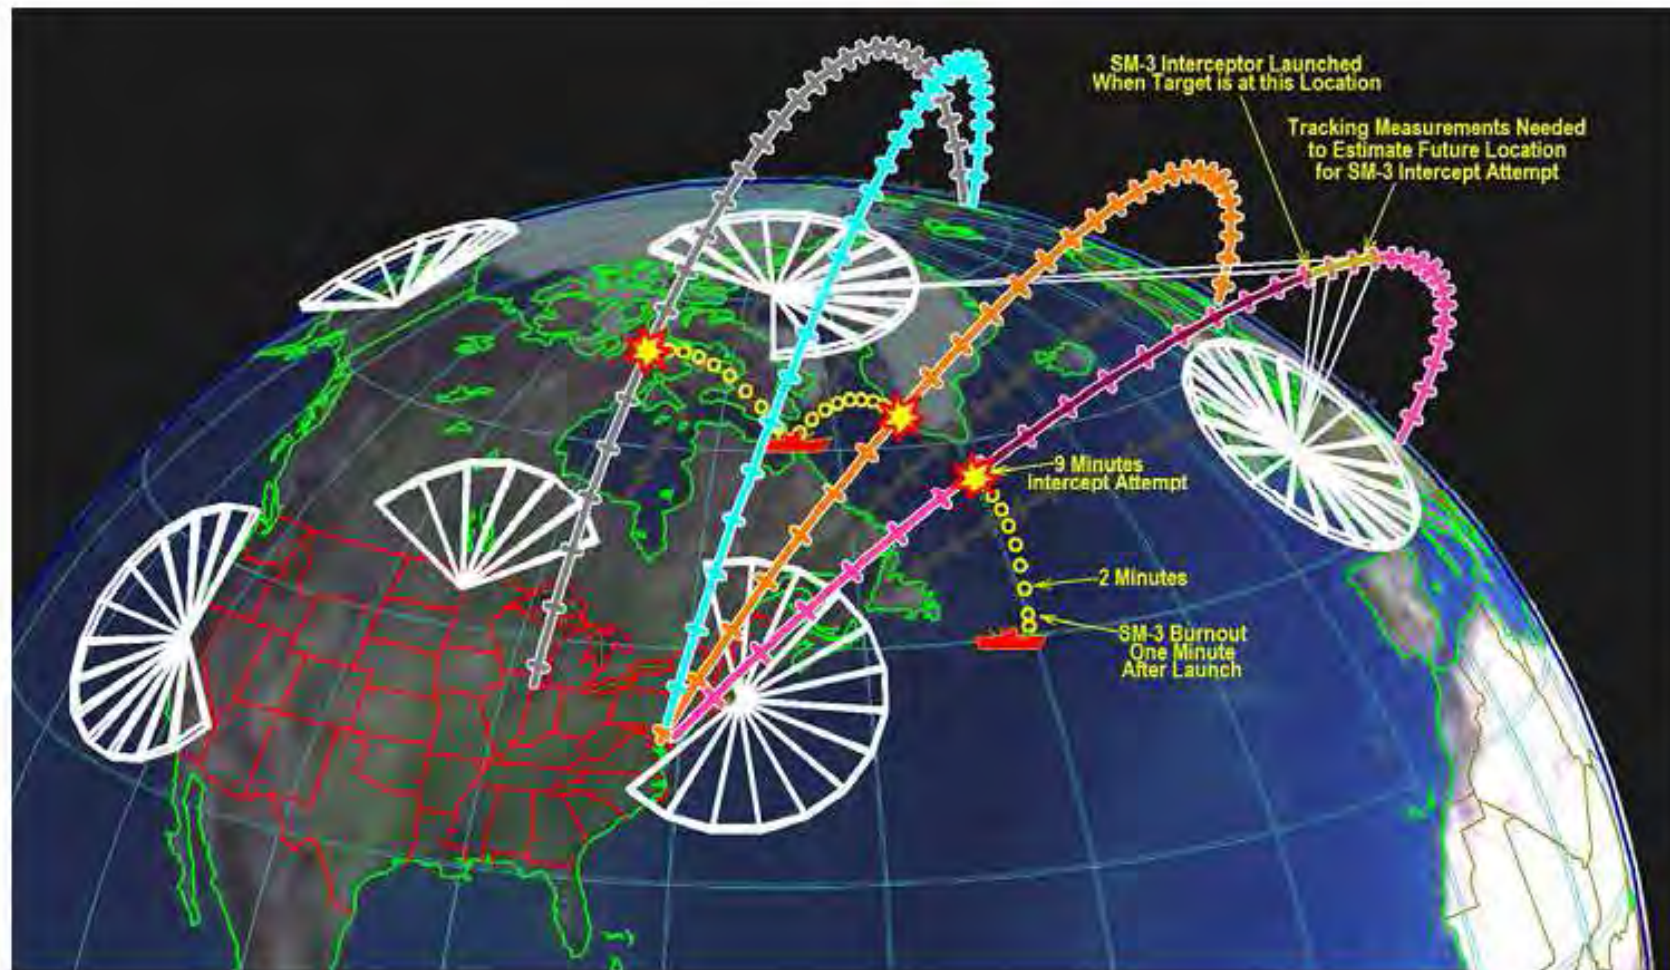 SM-3 Interceptor Launched
When Target is at this Location
Tracking Measurements Needed
to Estimate Future Location
for SM-3 Intercept Attempt
9 Minutes
Intercept Attempt
2 Minutes
SM-3 Burnout
One Minute
After Launch